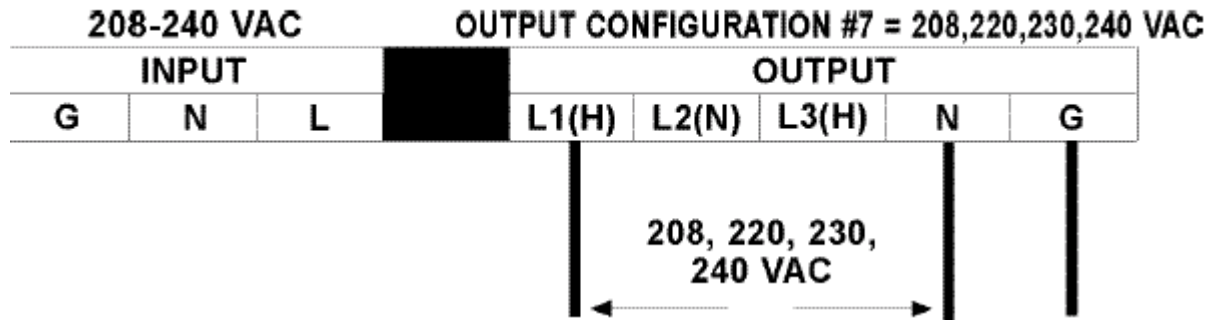 208-240 VAC OUTPUT CONFIGURATION #7 = 208,220,230,240 VAC
INPUT OUTPUT
G N L L1(H) L2(N) L3(H) N G
208, 220, 230,
240 VAC